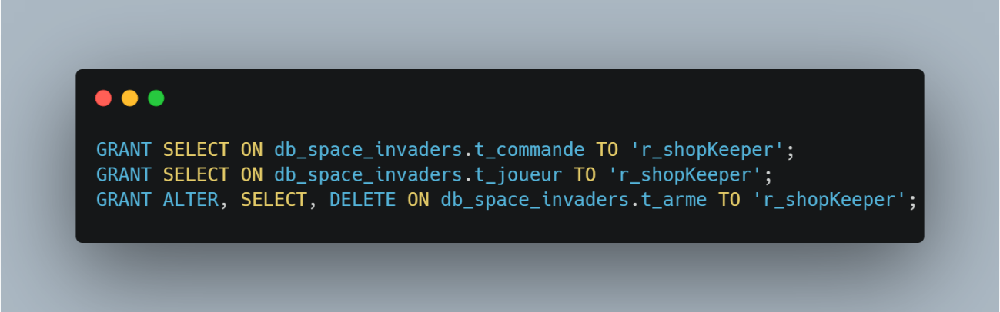 GRANT SELECT ON db_space_invaders.t_commande TO 'r_shopKeeper';
GRANT SELECT ON db_space_invaders.t_joueur TO 'r_shopKeeper';
GRANT ALTER, SELECT, DELETE ON db_space_invaders.t_arme TO 'r_shopKeeper';